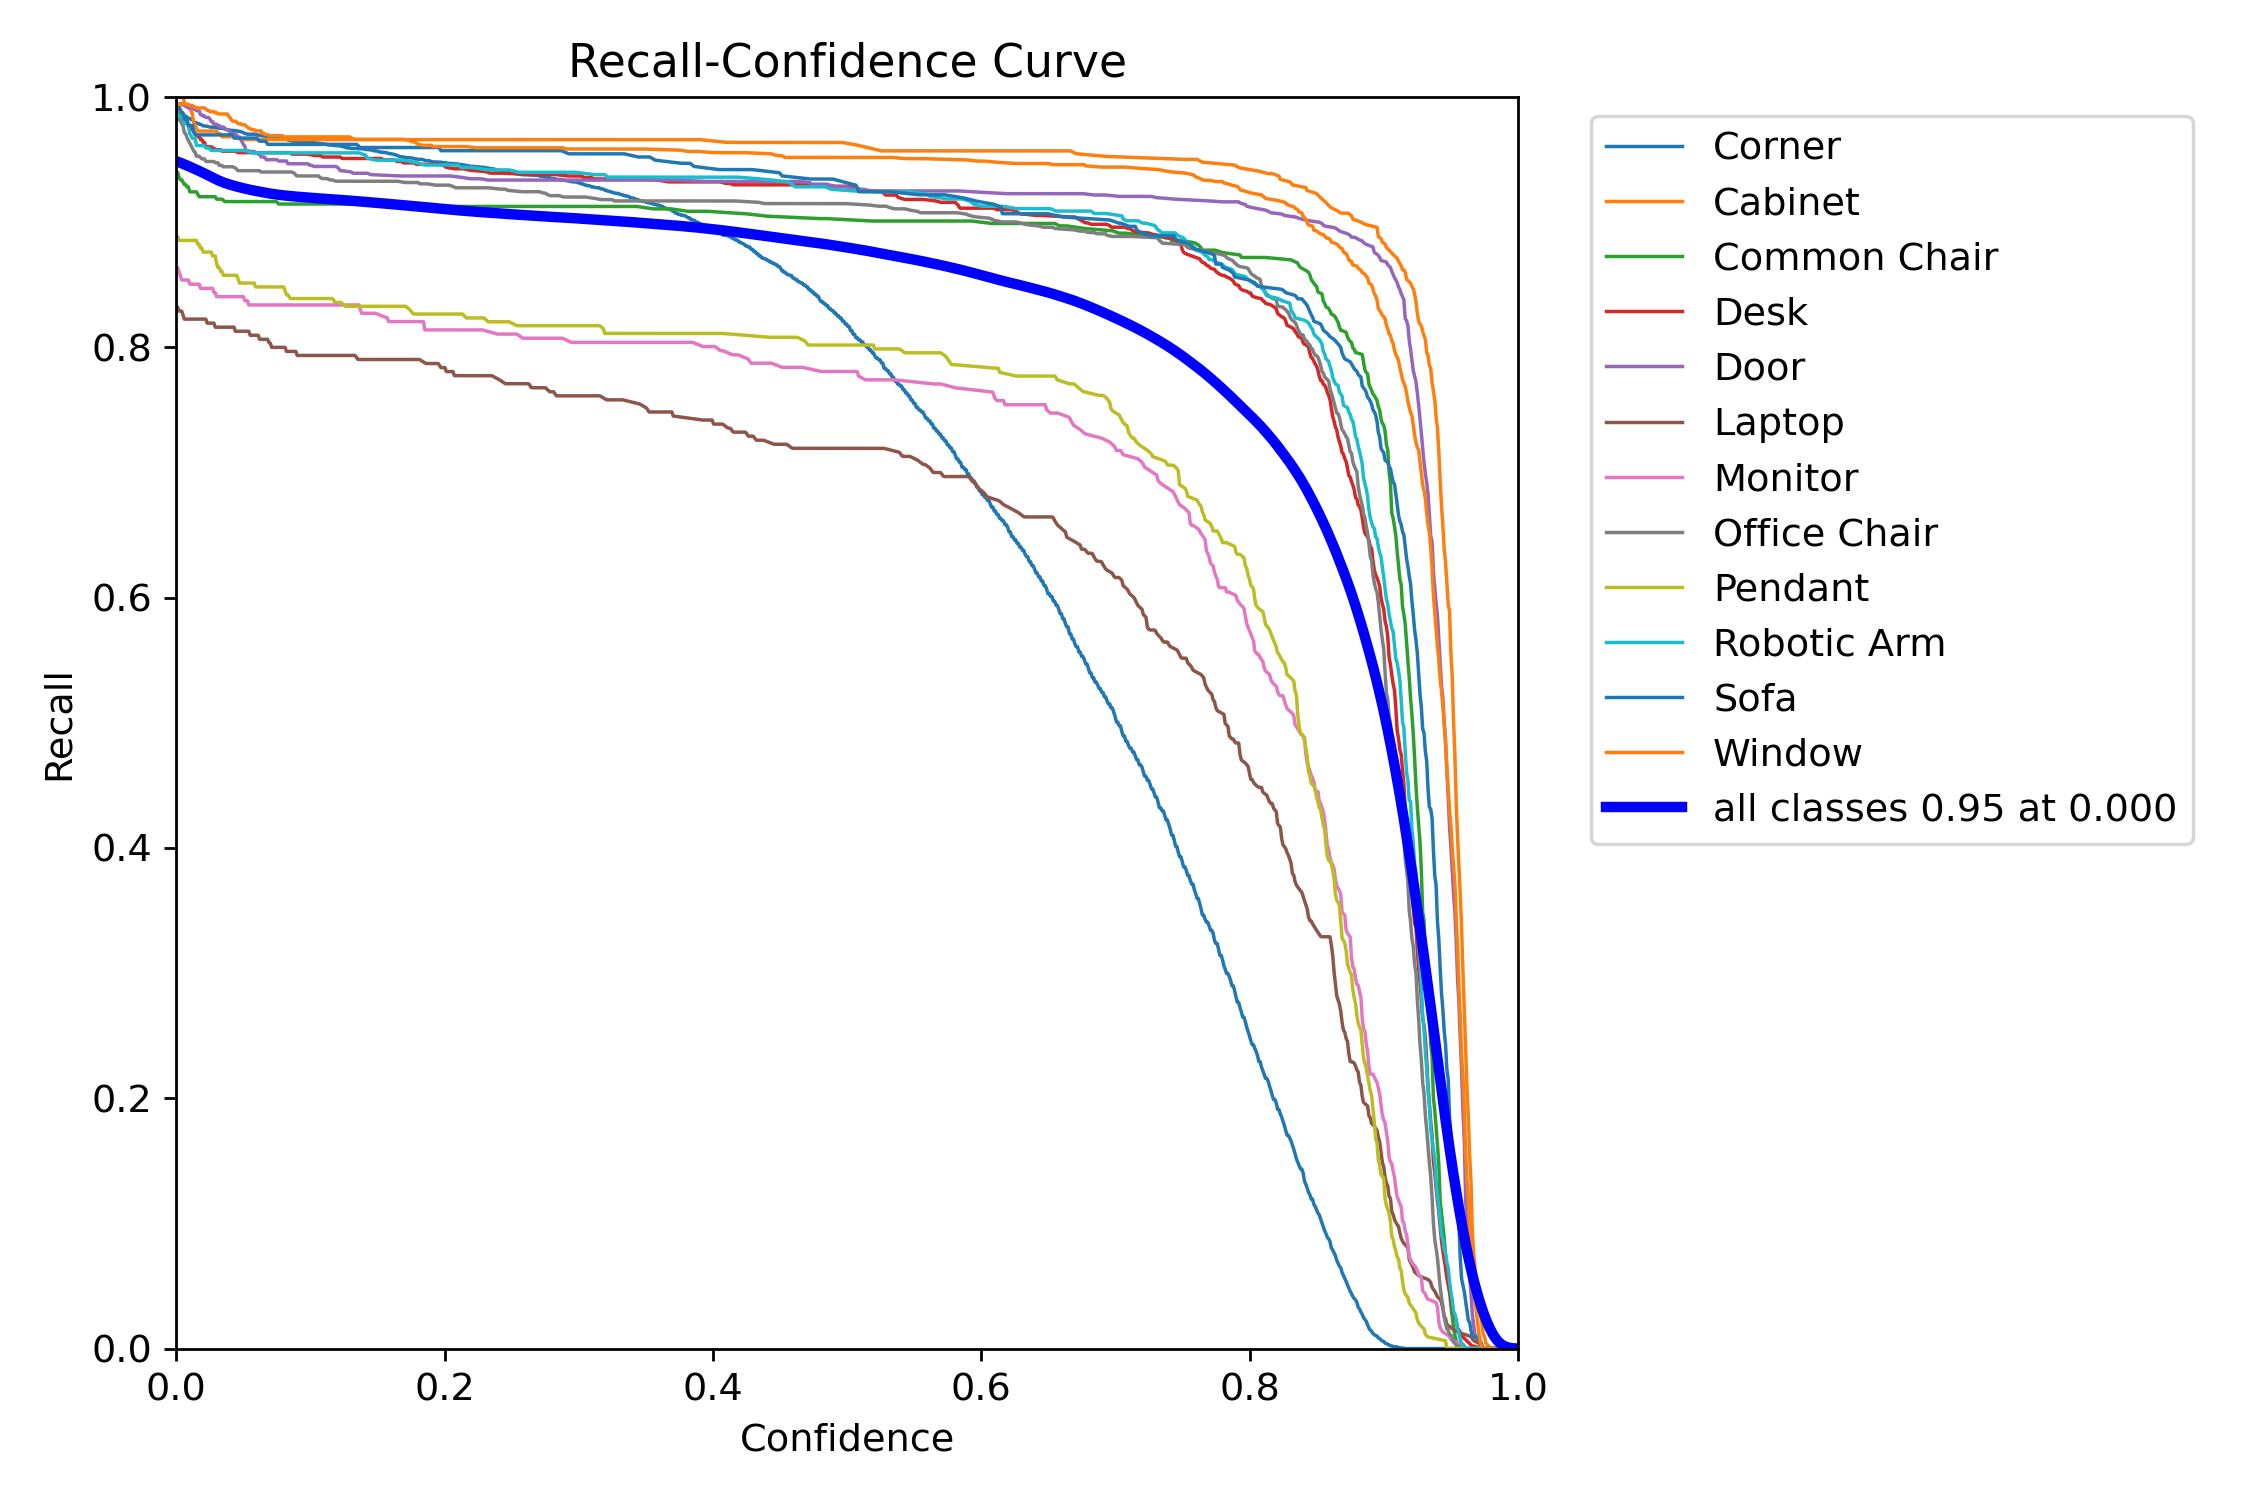 Recall-Confidence Curve
1.0
0.8
0.6
0.4
0.2
0.0
Recall
0.0 0.2 0.4 0.6 0.8 1.0
Confidence
Corner
Cabinet
Common Chair
Desk
Door
Laptop
Monitor
Office Chair
Pendant
Robotic Arm
Sofa
Window
all classes 0.95 at 0.000